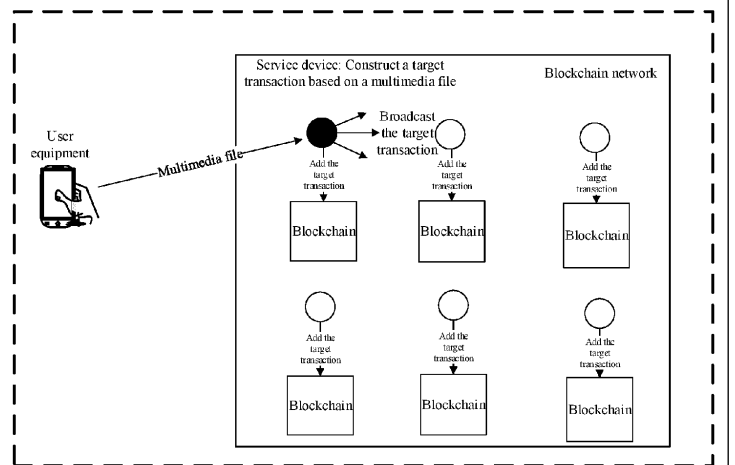 Service device: Construct a target
transaction based on a multimedia file
Blockchain network
User
equipment
Multimedia file
Broadcast
the target
transaction
Add the
target
transaction
Add the
target
transaction
Add the
target
transaction
Blockchain
Blockchain
Blockchain
Add the
target
transaction
Add the
target
transaction
Add the
target
transaction
Blockchain
Blockchain
Blockchain